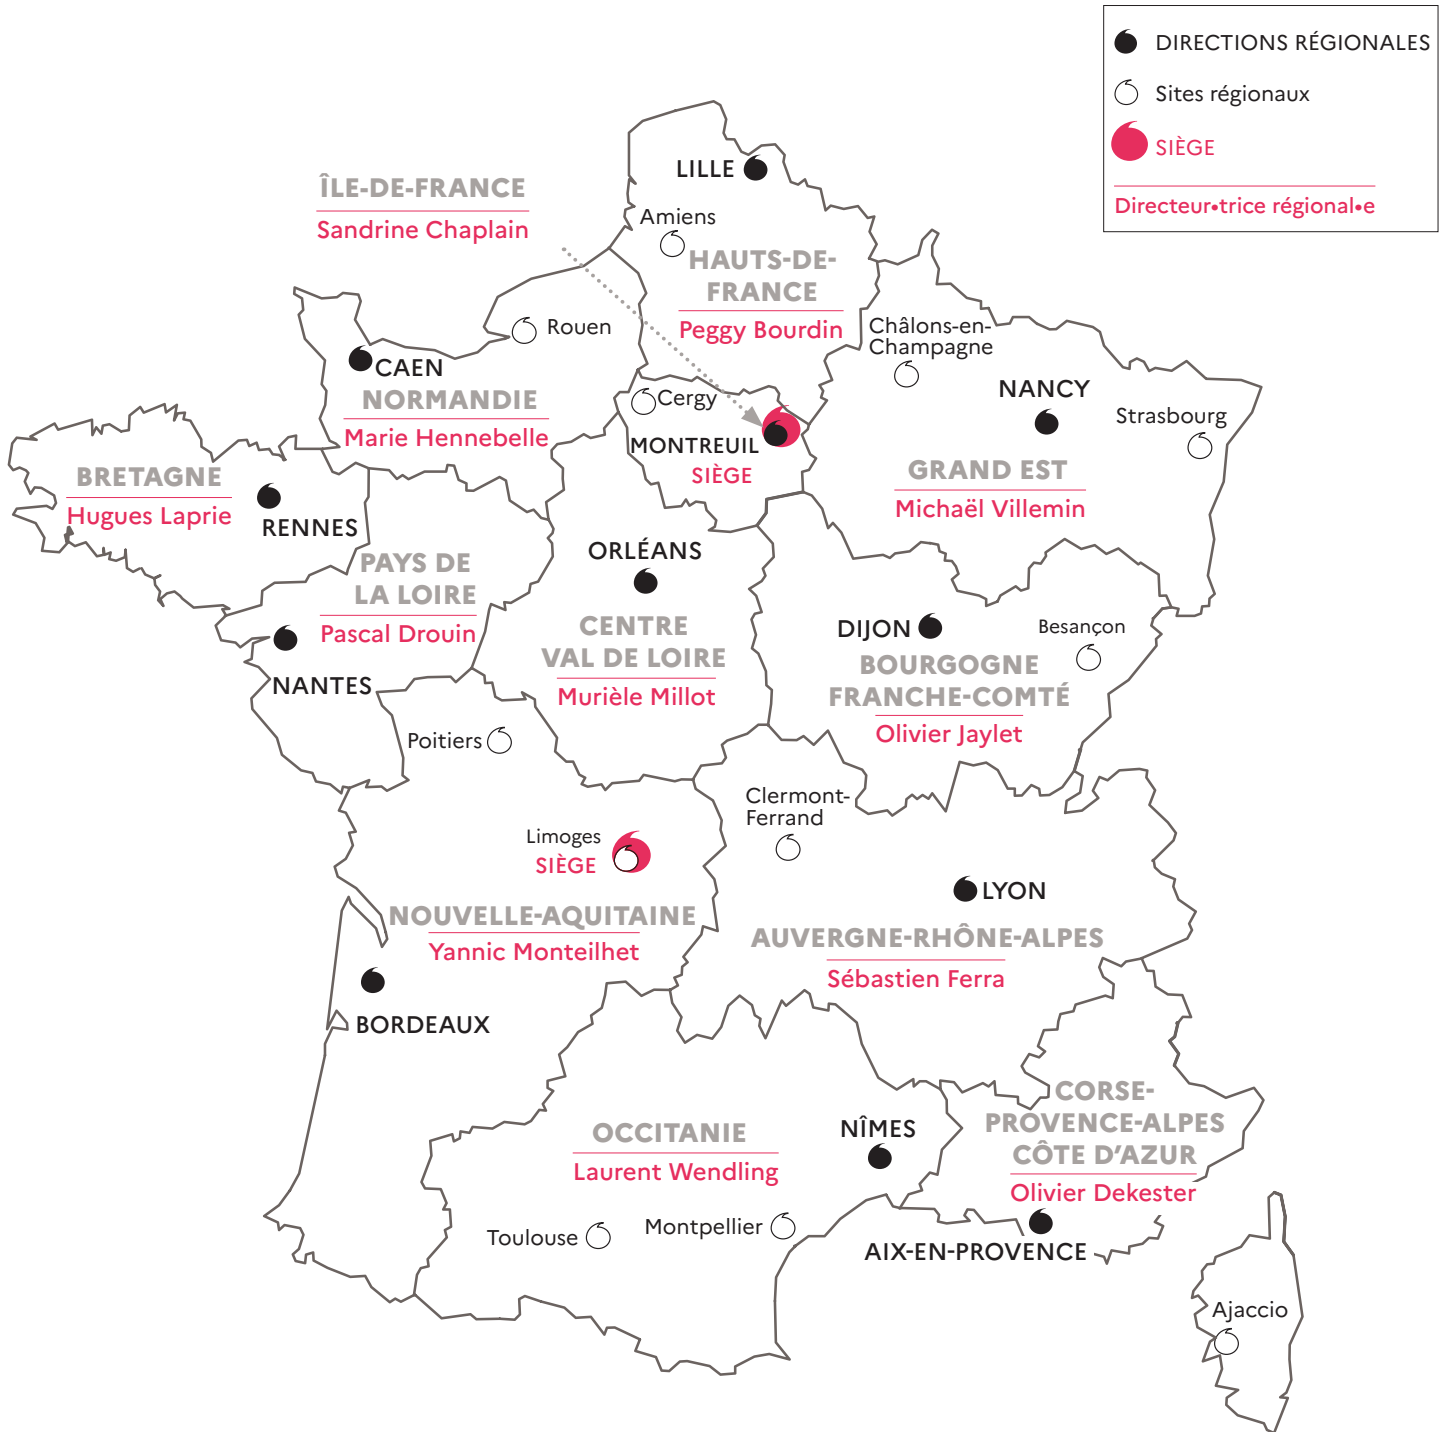 DIRECTIONS RÉGIONALES
Sites régionaux
SIÈGE
Directeur•trice régional•e
LILLE
ÎLE-DE-FRANCE
Sandrine Chaplain
Amiens
HAUTS-DE-
FRANCE
Peggy Bourdin
Rouen
Châlons-en-
Champagne
CAEN
NORMANDIE
Marie Hennebelle
Cergy
MONTREUIL
SIÈGE
NANCY
Strasbourg
GRAND EST
Michaël Villemin
BRETAGNE
Hugues Laprie
RENNES
PAYS DE
LA LOIRE
Pascal Drouin
NANTES
ORLÉANS
CENTRE
VAL DE LOIRE
Murièle Millot
DIJON
Besançon
BOURGOGNE
FRANCHE-COMTÉ
Olivier Jaylet
Poitiers
Limoges
SIÈGE
Clermont-
Ferrand
LYON
NOUVELLE-AQUITAINE
Yannic Monteilhet
AUVERGNE-RHÔNE-ALPES
Sébastien Ferra
BORDEAUX
OCCITANIE
Laurent Wendling
NÎMES
CORSE-
PROVENCE-ALPES
CÔTE D'AZUR
Olivier Dekester
Toulouse
Montpellier
AIX-EN-PROVENCE
Ajaccio